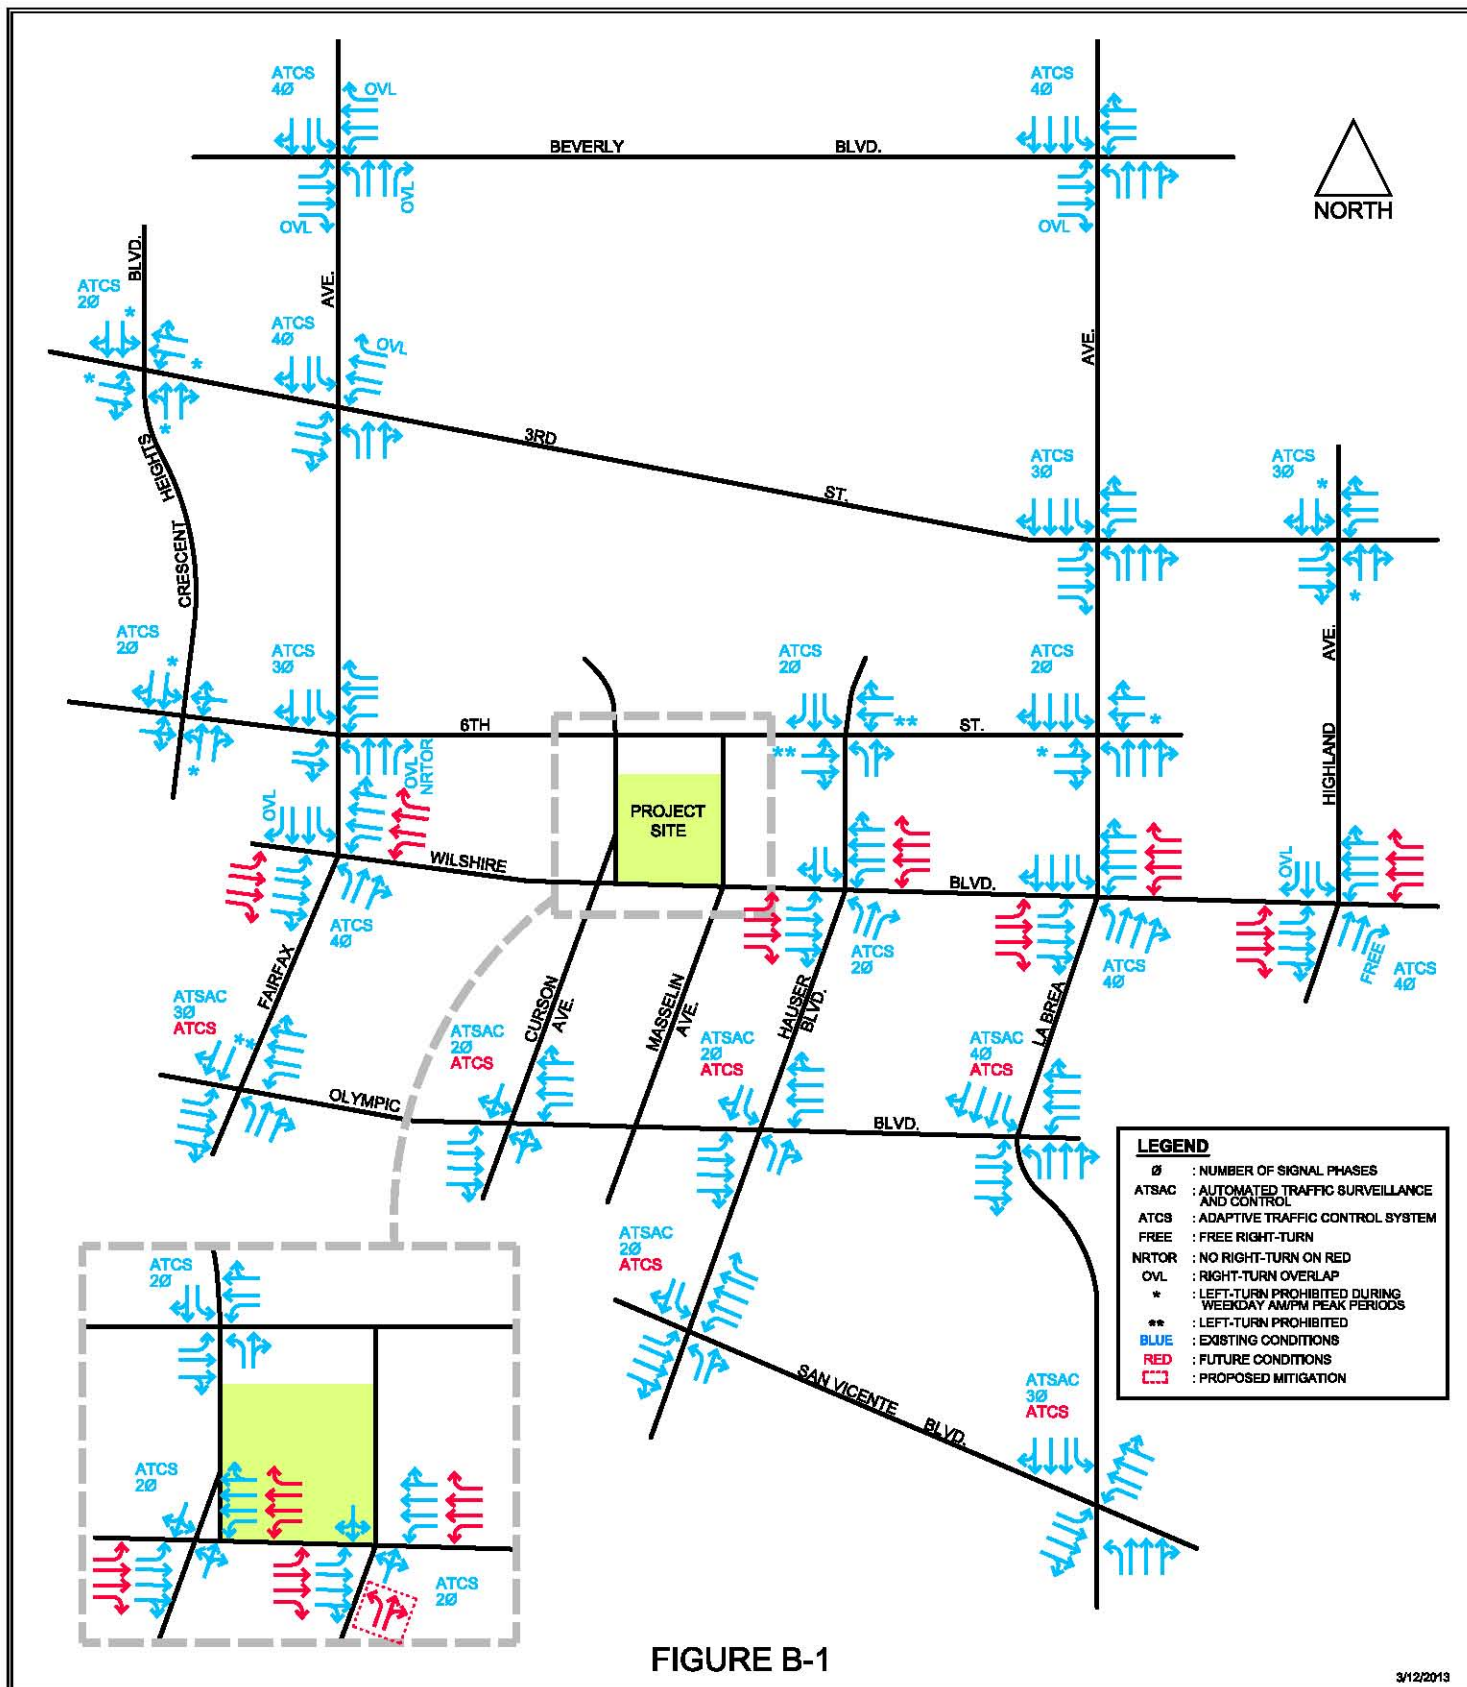 ATCS
4Ø
OVL
ATCS
4Ø
BEVERLY BLVD.
OVL
OVL
OVL
NORTH
BLVD.
ATCS
2Ø
*
*
*
*
AVE.
ATCS
4Ø
OVL
AVE.
3RD
ST.
HEIGHTS
CRESCENT
ATCS
3Ø
ATCS
3Ø
*
*
ATCS
2Ø
*
*
ATCS
3Ø
ATCS
2Ø
**
**
ATCS
2Ø
*
*
AVE.
HIGHLAND
6TH
ST.
OVL
NRTOR
OVL
PROJECT
SITE
WILSHIRE
BLVD.
OVL
ATCS
4Ø
ATCS
2Ø
ATCS
4Ø
FREE
ATCS
4Ø
FAIRFAX
CURSON
AVE.
MASSELIN
AVE.
HAUSER
BLVD.
LA BREA
ATSAC
3Ø
ATCS
**
ATSAC
2Ø
ATCS
ATSAC
2Ø
ATCS
ATSAC
4Ø
ATCS
OLYMPIC
BLVD.
ATSAC
2Ø
ATCS
SAN VICENTE
BLVD.
ATSAC
3Ø
ATCS
LEGEND
Ø : NUMBER OF SIGNAL PHASES
ATSAC : AUTOMATED TRAFFIC SURVEILLANCE
AND CONTROL
ATCS : ADAPTIVE TRAFFIC CONTROL SYSTEM
FREE : FREE RIGHT-TURN
NRTOR : NO RIGHT-TURN ON RED
OVL : RIGHT-TURN OVERLAP
* : LEFT-TURN PROHIBITED DURING
WEEKDAY AM/PM PEAK PERIODS
** : LEFT-TURN PROHIBITED
BLUE : EXISTING CONDITIONS
RED : FUTURE CONDITIONS
: PROPOSED MITIGATION
ATCS
2Ø
ATCS
2Ø
ATCS
2Ø
FIGURE B-1
3/12/2013